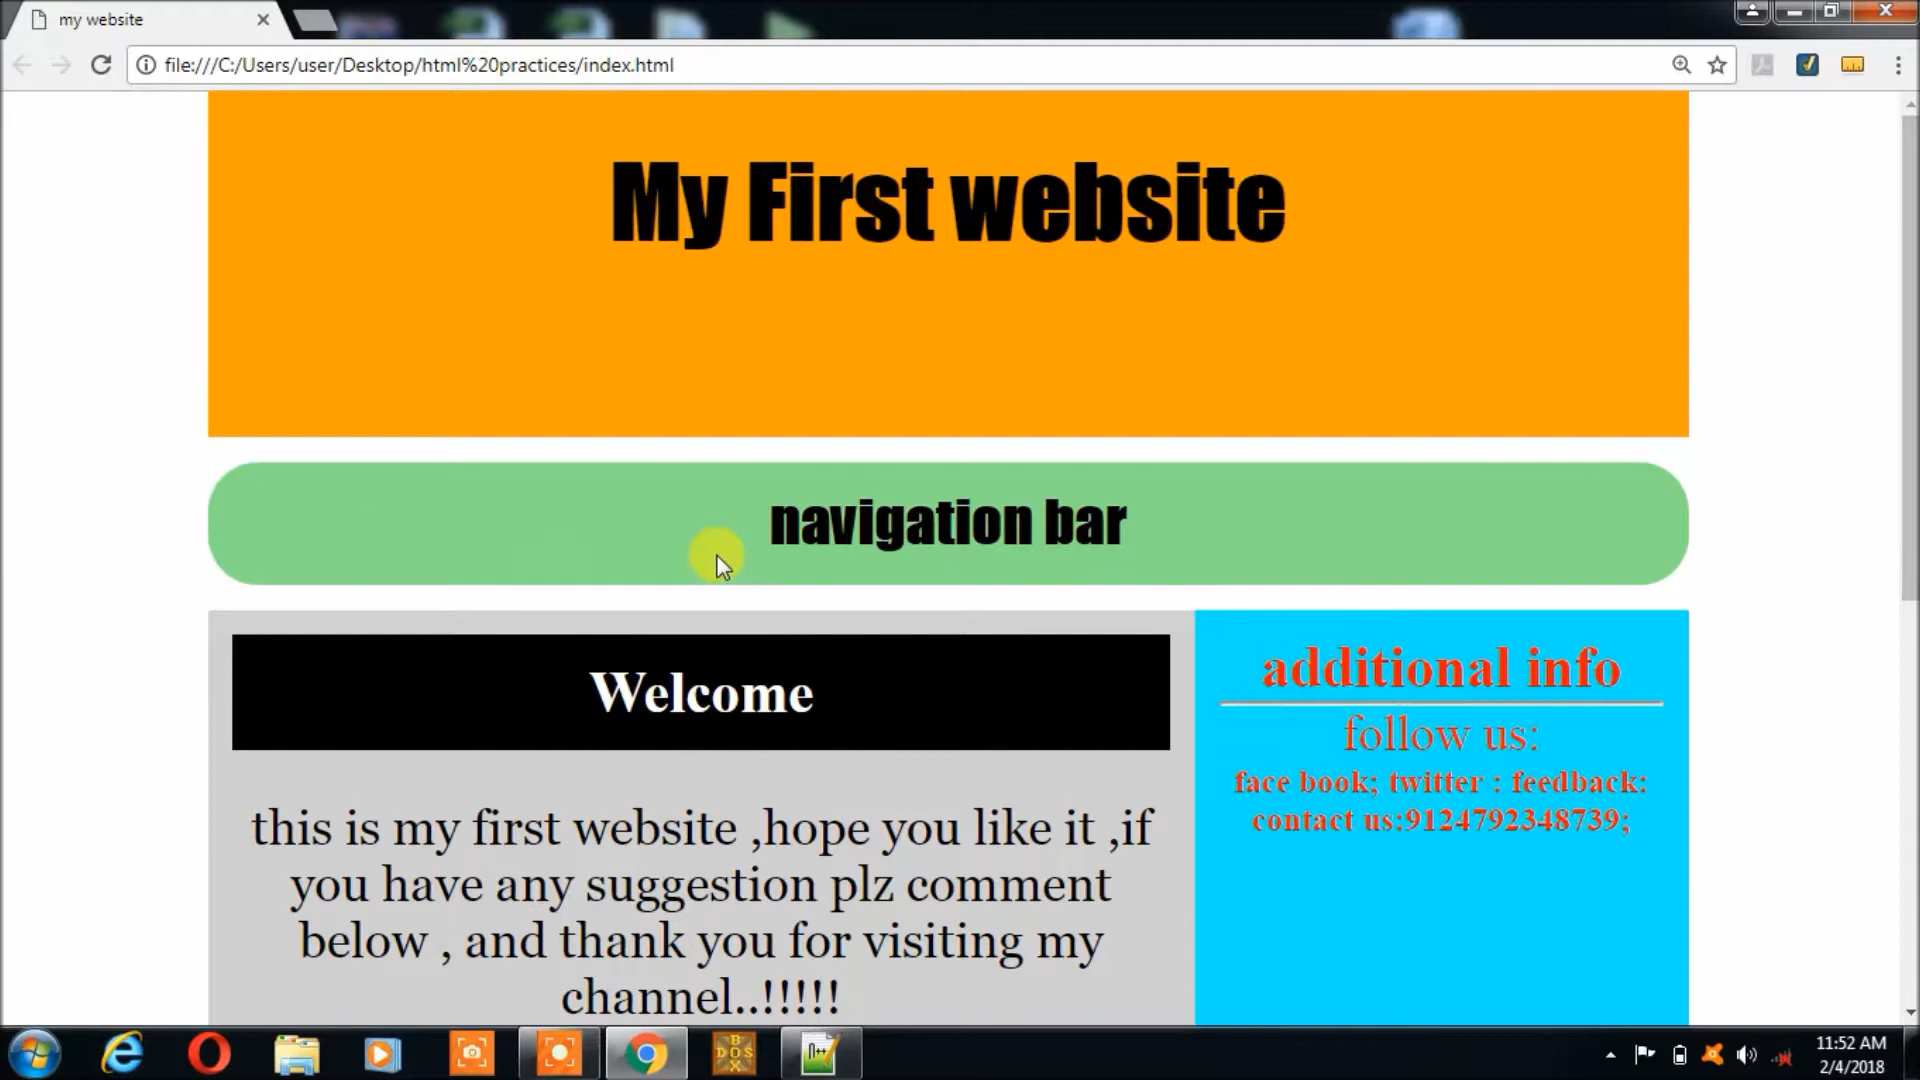 my website
file:///C:/Users/user/Desktop/html%20practices/index.html
My First website
navigation bar
Welcome
this is my first website ,hope you like it ,if
you have any suggestion plz comment
below , and thank you for visiting my
channel..!!!!!
additional info
follow us:
face book; twitter : feedback:
contact us:9124792348739;
BOX
DOS
n++
11:52 AM
2/4/2018